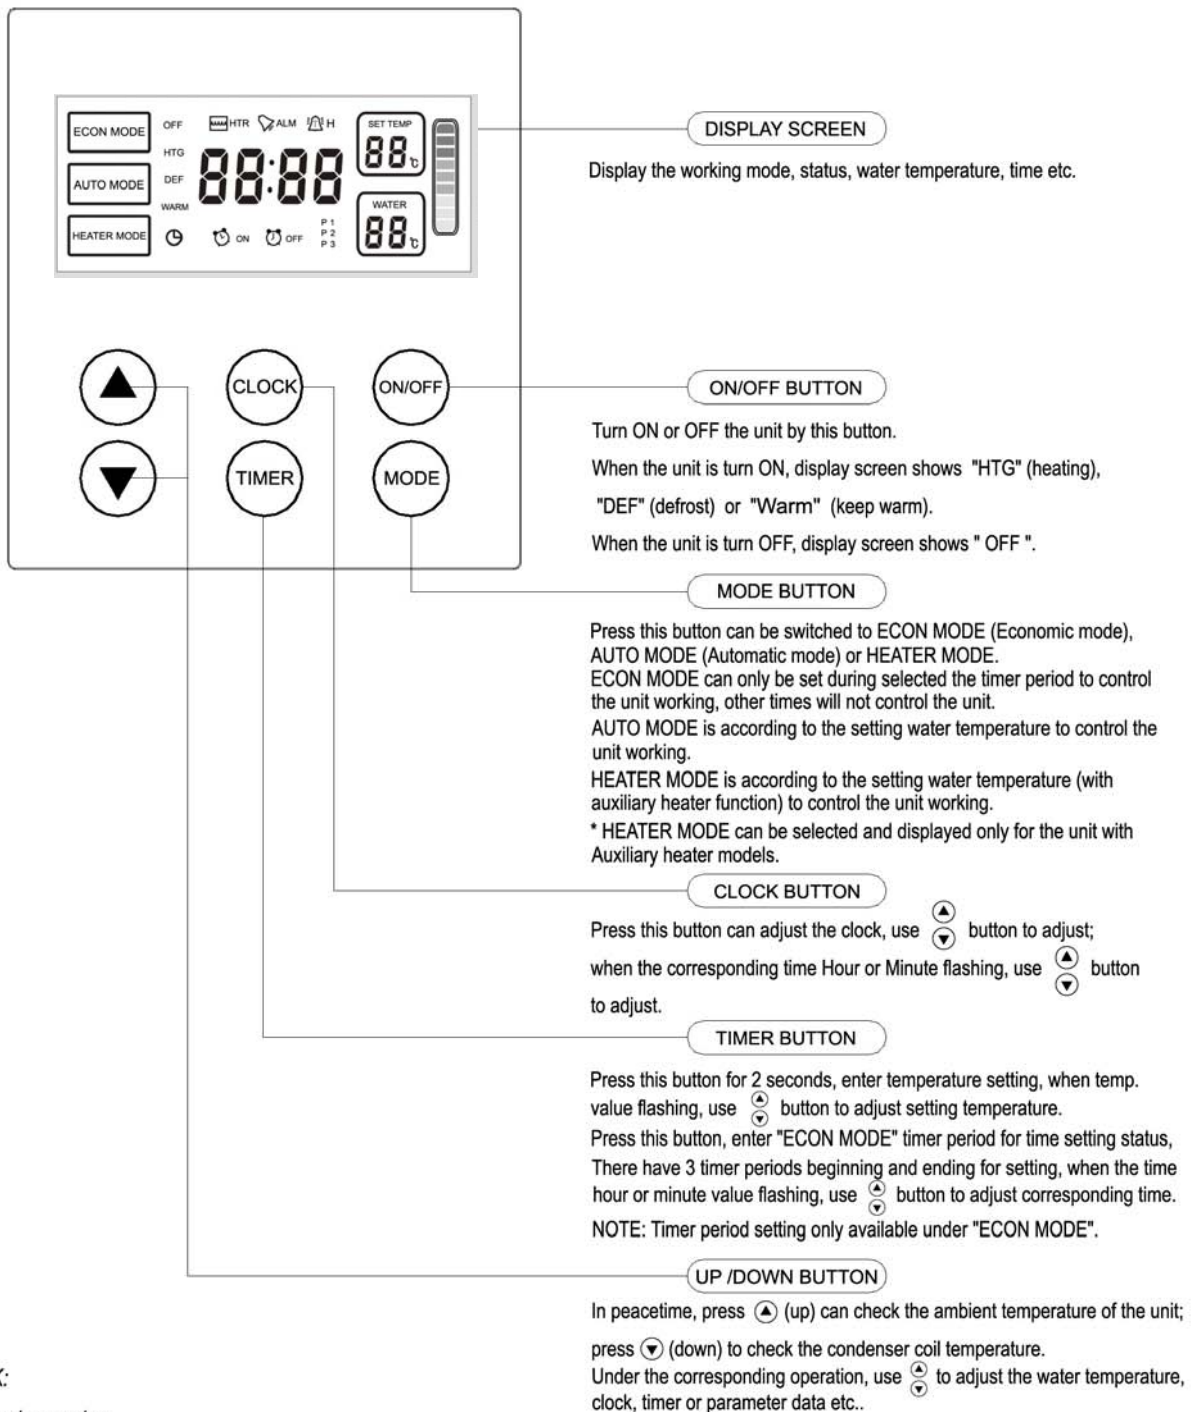 ECON MODE
AUTO MODE
HEATER MODE
OFF
HTG
DEF
WARM
HTR ALM H
88:88
ON OFF
P 1
P 2
P 3
SET TEMP
88 ℃
WATER
88 ℃
CLOCK
ON/OFF
TIMER
MODE
DISPLAY SCREEN
Display the working mode, status, water temperature, time etc.
ON/OFF BUTTON
Turn ON or OFF the unit by this button.
When the unit is turn ON, display screen shows "HTG" (heating),
"DEF" (defrost) or "Warm" (keep warm).
When the unit is turn OFF, display screen shows " OFF ".
MODE BUTTON
Press this button can be switched to ECON MODE (Economic mode),
AUTO MODE (Automatic mode) or HEATER MODE.
ECON MODE can only be set during selected the timer period to control
the unit working, other times will not control the unit.
AUTO MODE is according to the setting water temperature to control the
unit working.
HEATER MODE is according to the setting water temperature (with
auxiliary heater function) to control the unit working.
* HEATER MODE can be selected and displayed only for the unit with
Auxiliary heater models.
CLOCK BUTTON
Press this button can adjust the clock, use ▲▼ button to adjust;
when the corresponding time Hour or Minute flashing, use ▲▼ button
to adjust.
TIMER BUTTON
Press this button for 2 seconds, enter temperature setting, when temp.
value flashing, use ▲▼ button to adjust setting temperature.
Press this button, enter "ECON MODE" timer period for time setting status,
There have 3 timer periods beginning and ending for setting, when the time
hour or minute value flashing, use ▲▼ button to adjust corresponding time.
NOTE: Timer period setting only available under "ECON MODE".
UP /DOWN BUTTON
In peacetime, press ▲ (up) can check the ambient temperature of the unit;
press ▼ (down) to check the condenser coil temperature.
Under the corresponding operation, use ▲▼ to adjust the water temperature,
clock, timer or parameter data etc..